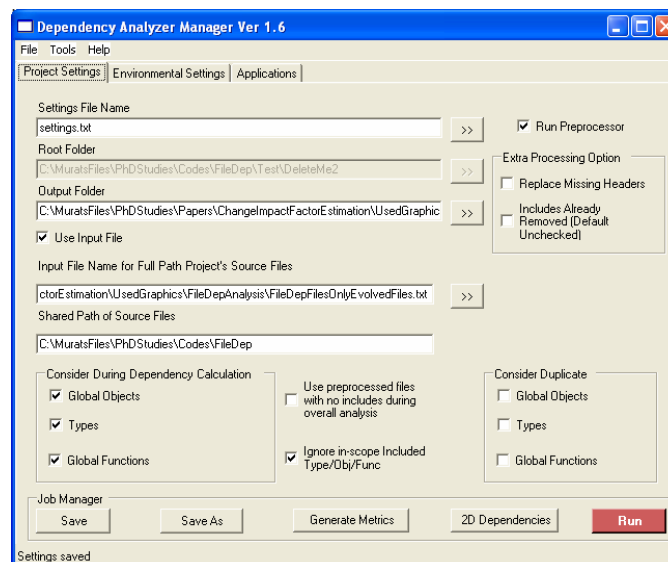 Dependency Analyzer Manager Ver 1.6
File Tools Help
Project Settings Environmental Settings Applications
Settings File Name
settings.txt
>>
Run Preprocessor
Root Folder
C:\MuratsFiles\PhDStudies\Codes\FileDep\Test\DeleteMe2
>>
Extra Processing Option
Replace Missing Headers
Includes Already
Removed (Default
Unchecked)
Output Folder
C:\MuratsFiles\PhDStudies\Papers\ChangeImpactFactorEstimation\UsedGraphic
>>
Use Input File
Input File Name for Full Path Project's Source Files
ctorEstimation\UsedGraphics\FileDepAnalysis\FileDepFilesOnlyEvolvedFiles.txt
>>
Shared Path of Source Files
C:\MuratsFiles\PhDStudies\Codes\FileDep
Consider During Dependency Calculation
Global Objects
Types
Global Functions
Use preprocessed files
with no includes during
overall analysis
Ignore in-scope Included
Type/Obj/Func
Consider Duplicate
Global Objects
Types
Global Functions
Job Manager
Save Save As Generate Metrics 2D Dependencies Run
Settings saved